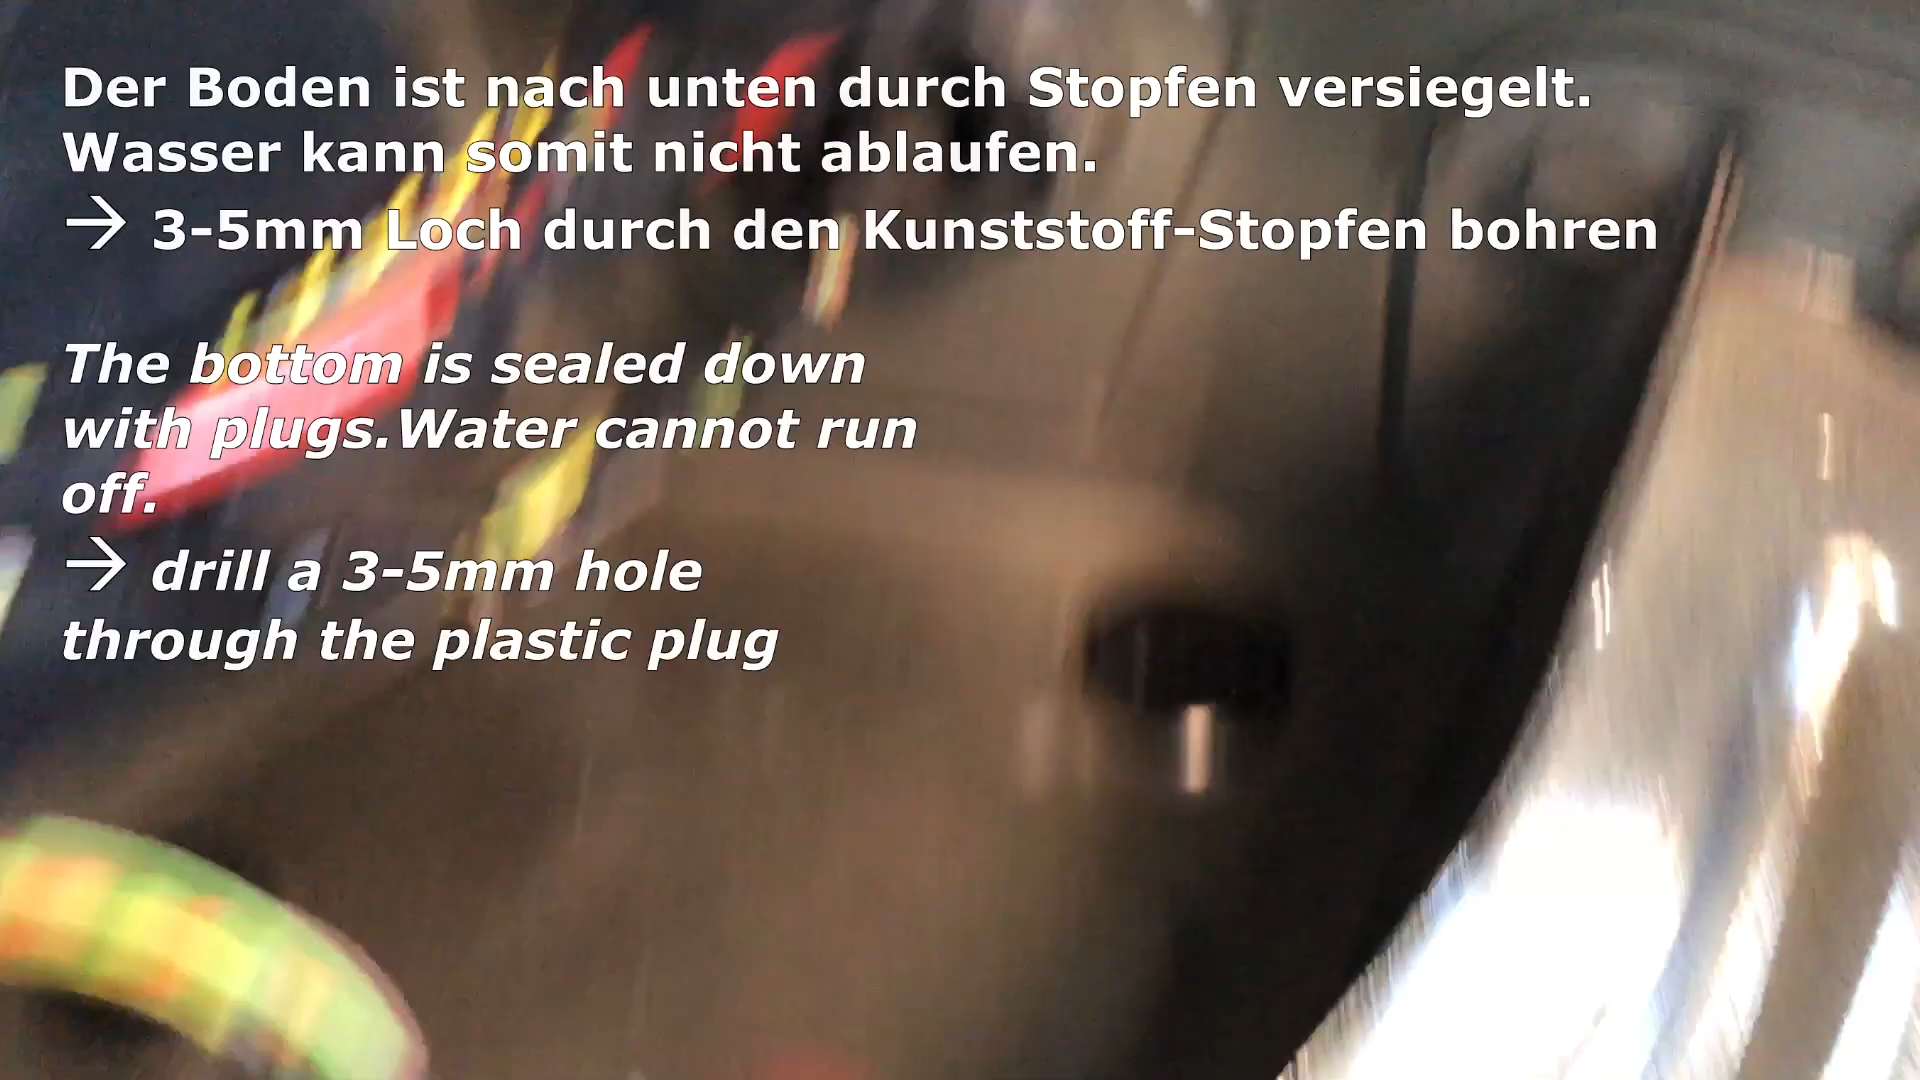 Der Boden ist nach unten durch Stopfen versiegelt.
Wasser kann somit nicht ablaufen.
→ 3-5mm Loch durch den Kunststoff-Stopfen bohren
The bottom is sealed down
with plugs.Water cannot run
off.
→ drill a 3-5mm hole
through the plastic plug